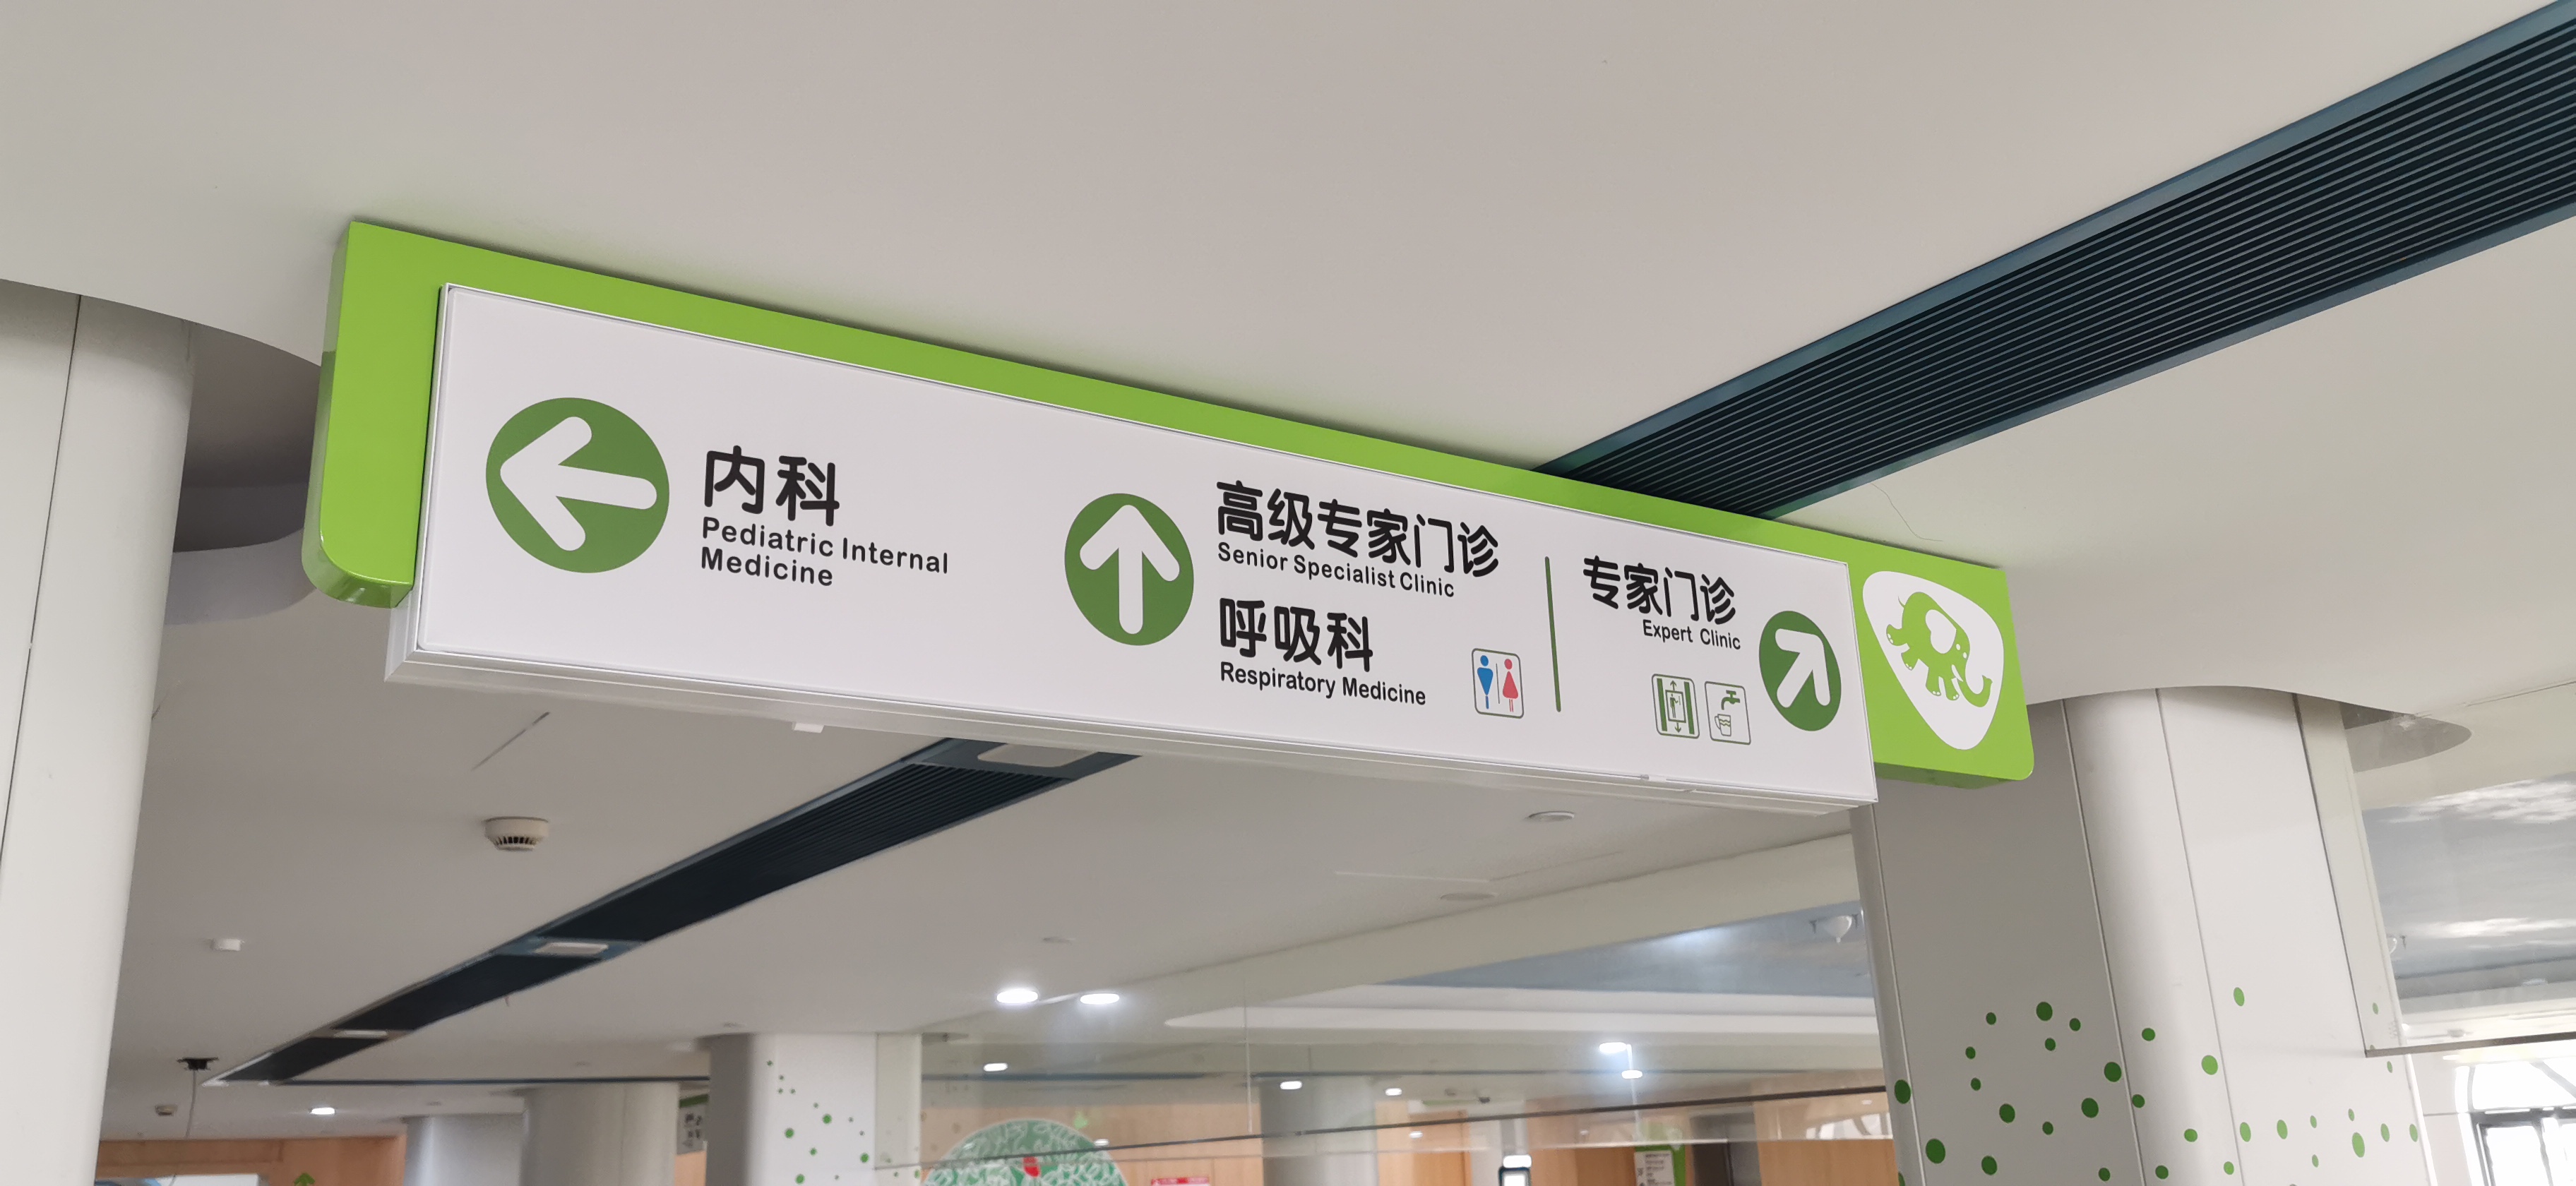 内科
Pediatric Internal
Medicine
高级专家门诊
Senior Specialist Clinic
呼吸科
Respiratory Medicine
专家门诊
Expert Clinic